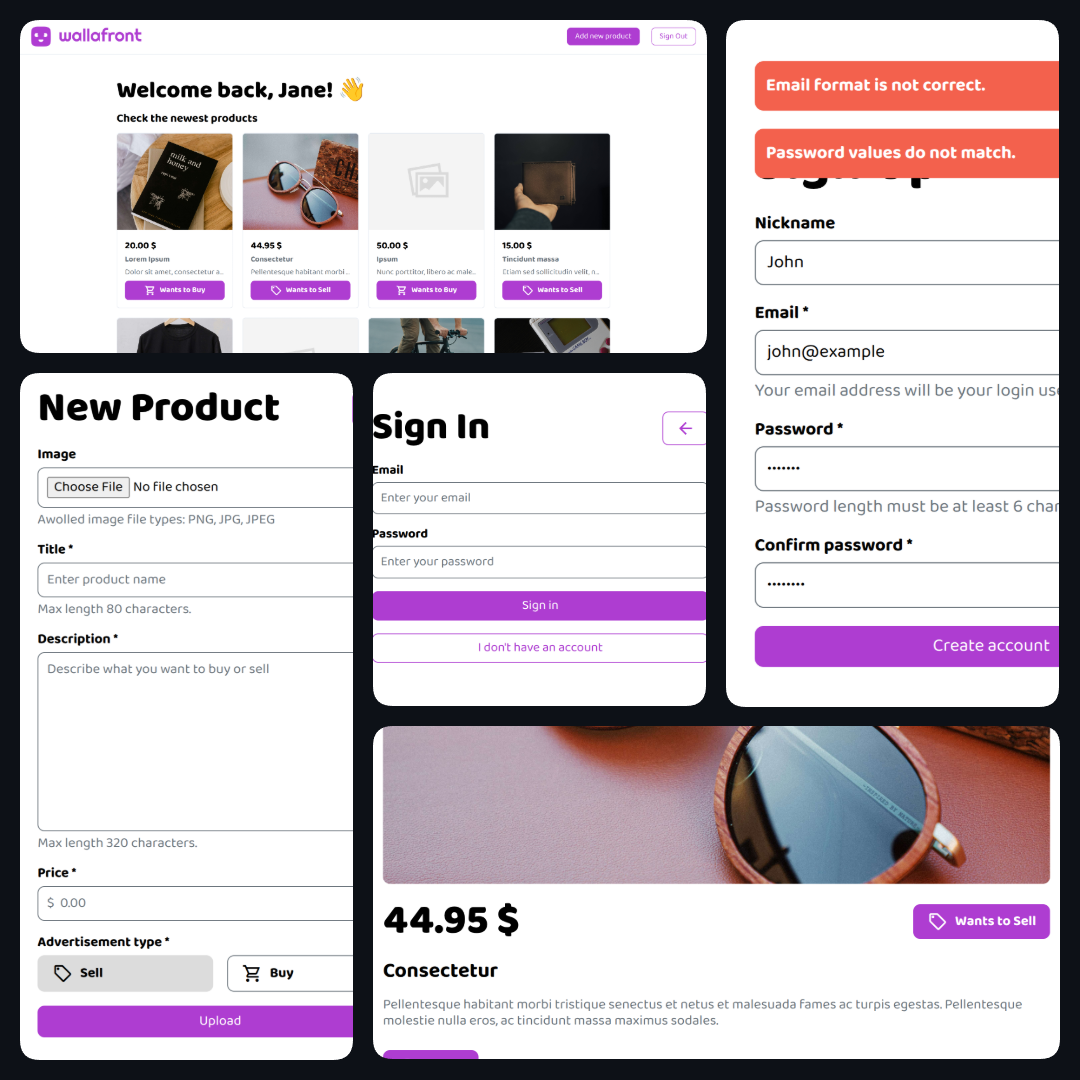 wallafront
Add new product
Sign Out
Welcome back, Jane! 👋
Check the newest products
milk and
honey
20.00 $
Lorem Ipsum
Dolor sit amet, consectetur a...
Wants to Buy
44.95 $
Consectetur
Pellentesque habitant morbi...
Wants to Sell
50.00 $
Ipsum
Nunc porttitor, libero ac male...
Wants to Buy
15.00 $
Tincidunt massa
Etiam sed sollicitudin velit, n...
Wants to Sell
Email format is not correct.
Password values do not match.
Nickname
John
Email *
john@example
Your email address will be your login
Password *
•••••••
Password length must be at least 6
Confirm password *
••••••••
Create account
New Product
Image
Choose File No file chosen
Awolled image file types: PNG, JPG, JPEG
Title *
Enter product name
Max length 80 characters.
Description *
Describe what you want to buy or sell
Max length 320 characters.
Price *
$ 0.00
Advertisement type *
Sell
Buy
Upload
Sign In
Email
Enter your email
Password
Enter your password
Sign in
I don't have an account
44.95 $
Wants to Sell
Consectetur
Pellentesque habitant morbi tristique senectus et netus et malesuada fames ac turpis egestas. Pellentesque
molestie nulla eros, ac tincidunt massa maximus sodales.